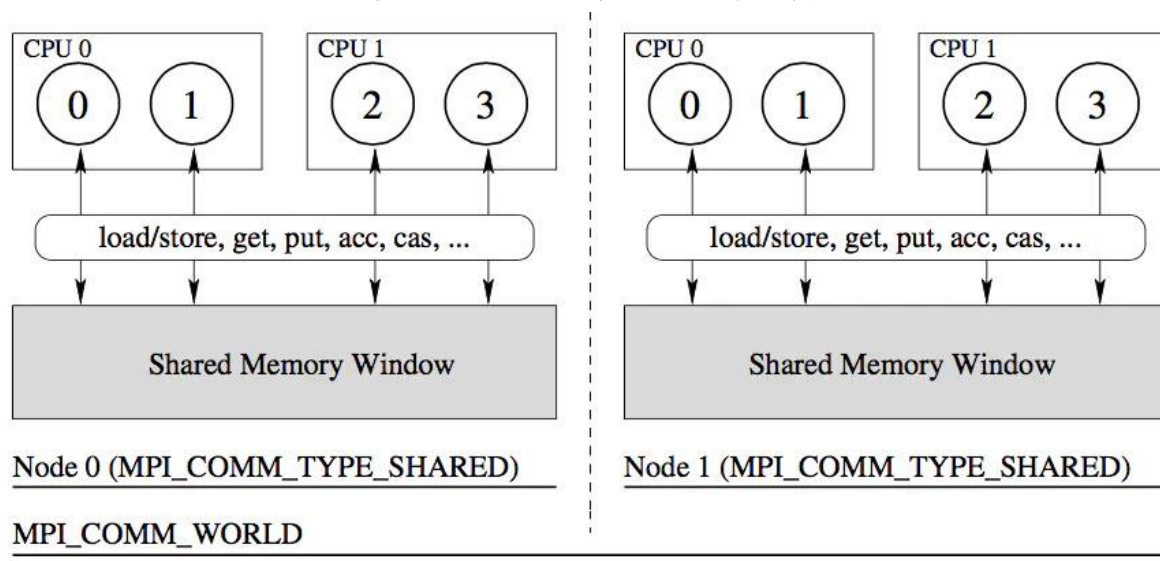 CPU 0
CPU 1
0 1
2 3
load/store, get, put, acc, cas, ...
Shared Memory Window
Node 0 (MPI_COMM_TYPE_SHARED)
CPU 0
CPU 1
0 1
2 3
load/store, get, put, acc, cas, ...
Shared Memory Window
Node 1 (MPI_COMM_TYPE_SHARED)
MPI_COMM_WORLD